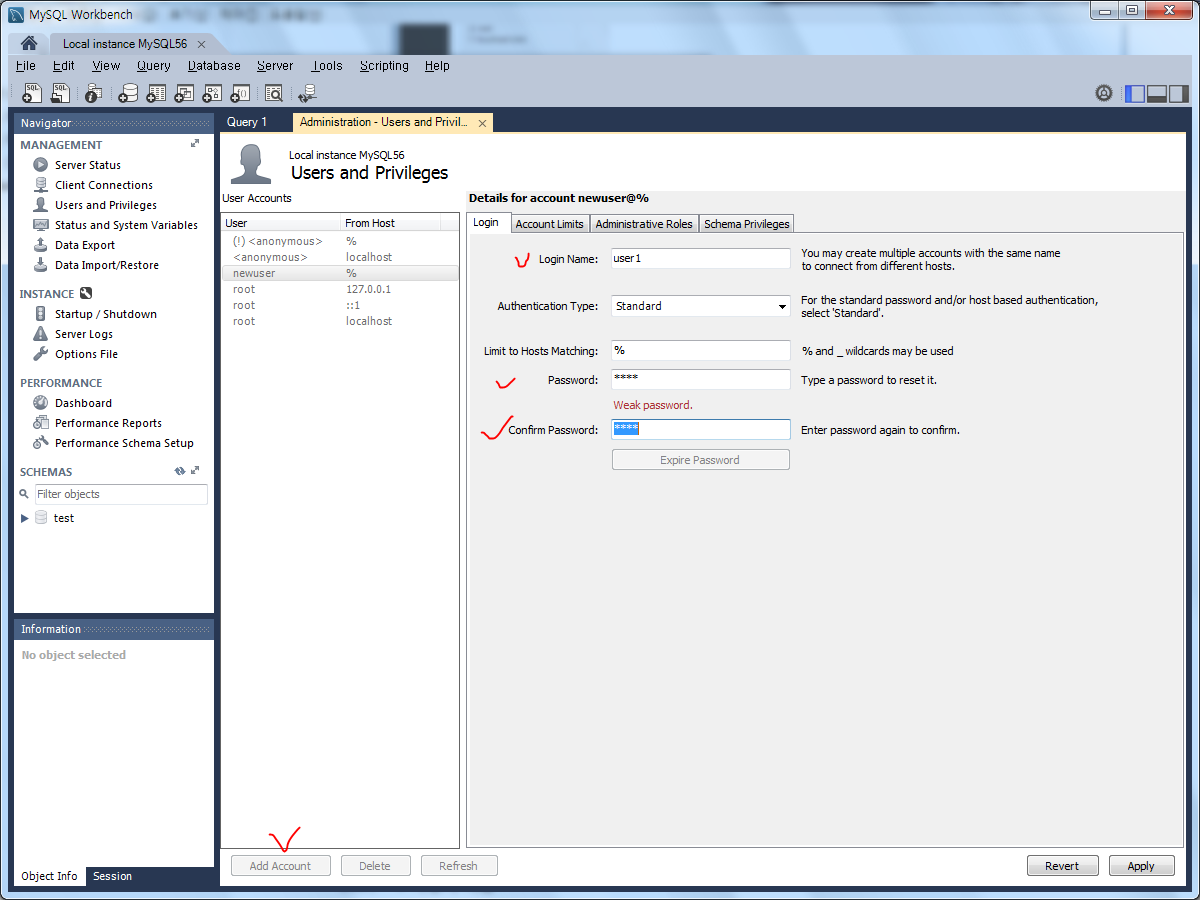 MySQL Workbench
Local instance MySQL56
File Edit View Query Database Server Tools Scripting Help
Navigator
MANAGEMENT
Server Status
Client Connections
Users and Privileges
Status and System Variables
Data Export
Data Import/Restore
INSTANCE
Startup / Shutdown
Server Logs
Options File
PERFORMANCE
Dashboard
Performance Reports
Performance Schema Setup
SCHEMAS
Filter objects
test
Information
No object selected
Object Info Session
Query 1 Administration - Users and Privil...
Local instance MySQL56
Users and Privileges
User Accounts
User From Host
(!) <anonymous> %
<anonymous> localhost
newuser %
root 127.0.0.1
root ::1
root localhost
Add Account Delete Refresh
Details for account newuser@%
Login Account Limits Administrative Roles Schema Privileges
Login Name: user1 You may create multiple accounts with the same name
to connect from different hosts.
Authentication Type: Standard For the standard password and/or host based authentication,
select 'Standard'.
Limit to Hosts Matching: % % and _ wildcards may be used
Password: **** Type a password to reset it.
Weak password.
Confirm Password: **** Enter password again to confirm.
Expire Password
Revert Apply